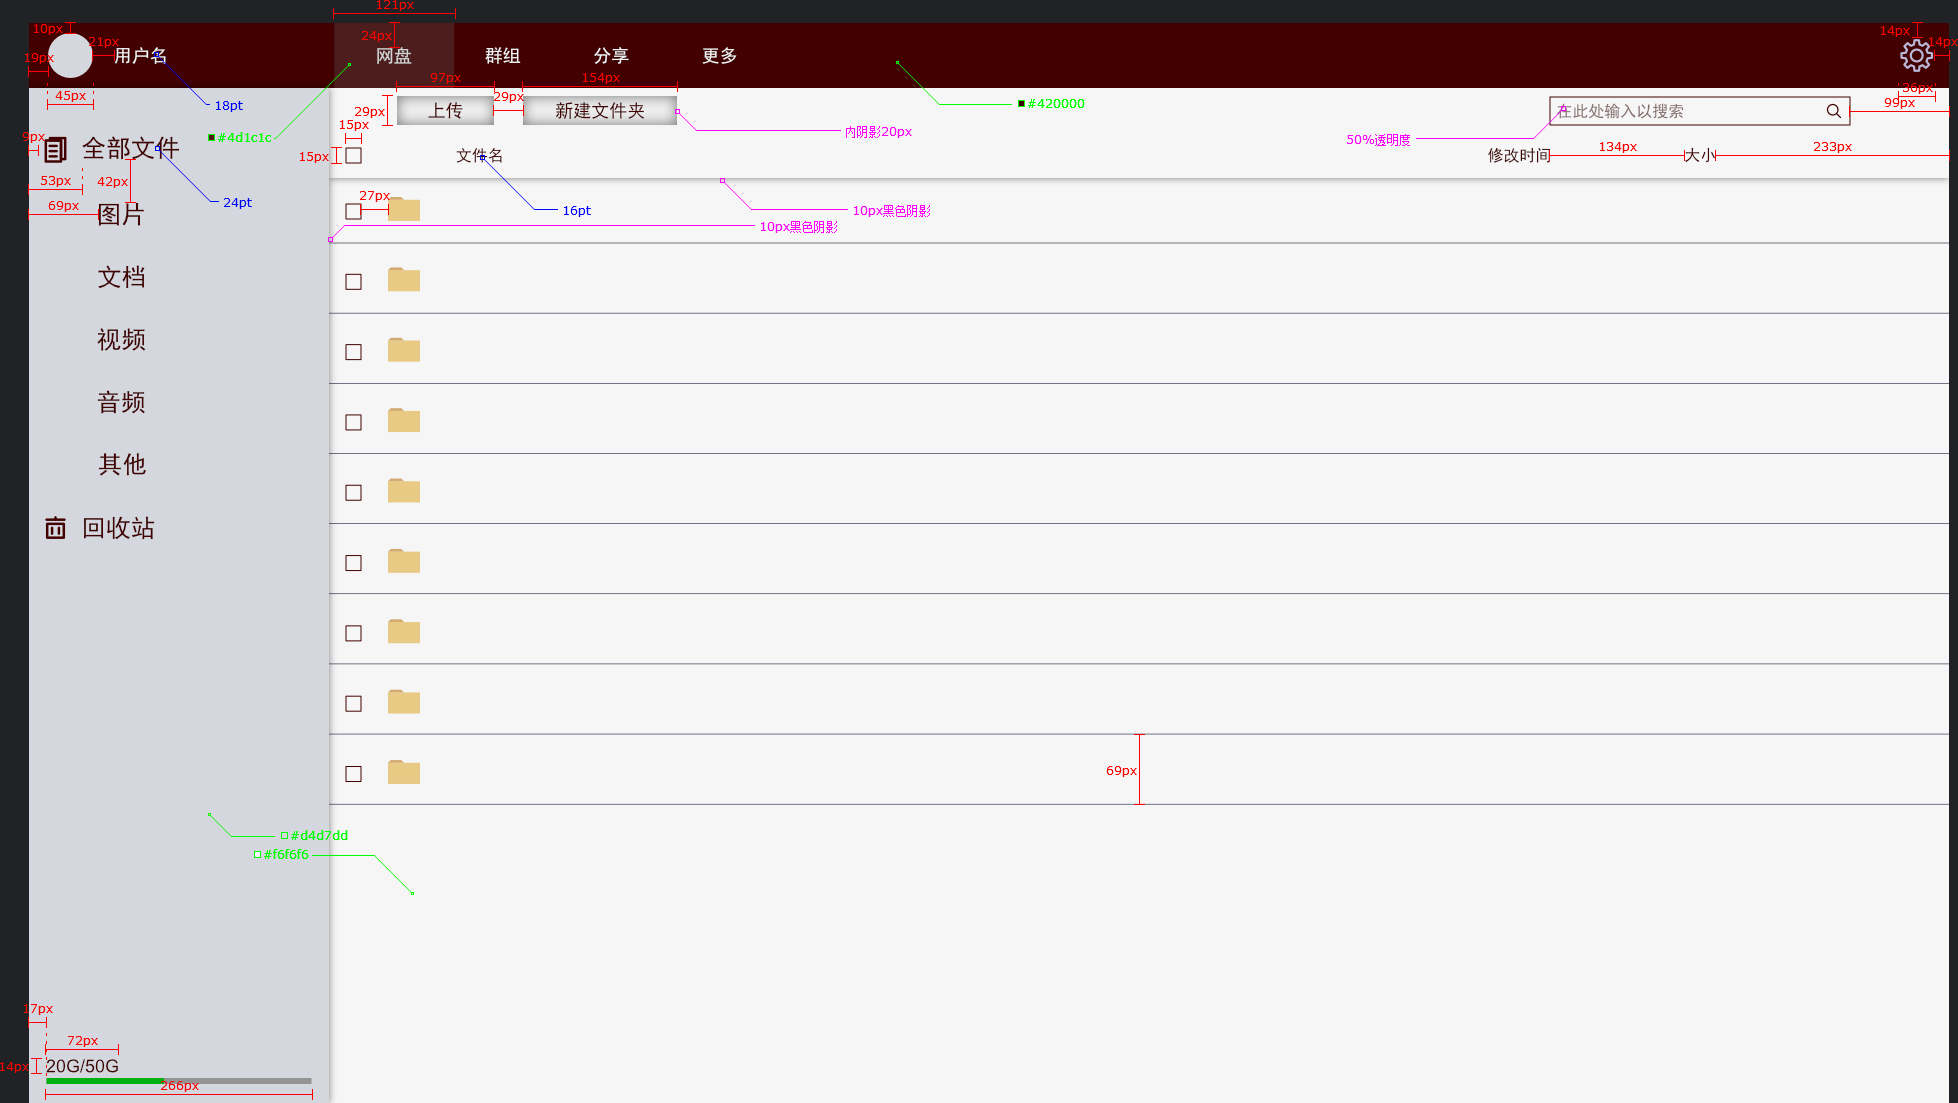 121px
10px
24px
14px
21px
用户名
网盘
群组
分享
更多
14px
19px
97px
154px
36px
45px
18pt
29px
上传
29px
新建文件夹
#420000
在此处输入以搜索
99px
15px
内阴影20px
9px
#4d1c1c
50%透明度
全部文件
15px
文件名
修改时间
134px
大小
233px
53px
42px
27px
69px
24pt
图片
16pt
10px黑色阴影
10px黑色阴影
文档
视频
音频
其他
回收站
69px
#d4d7dd
#f6f6f6
17px
72px
14px
20G/50G
266px